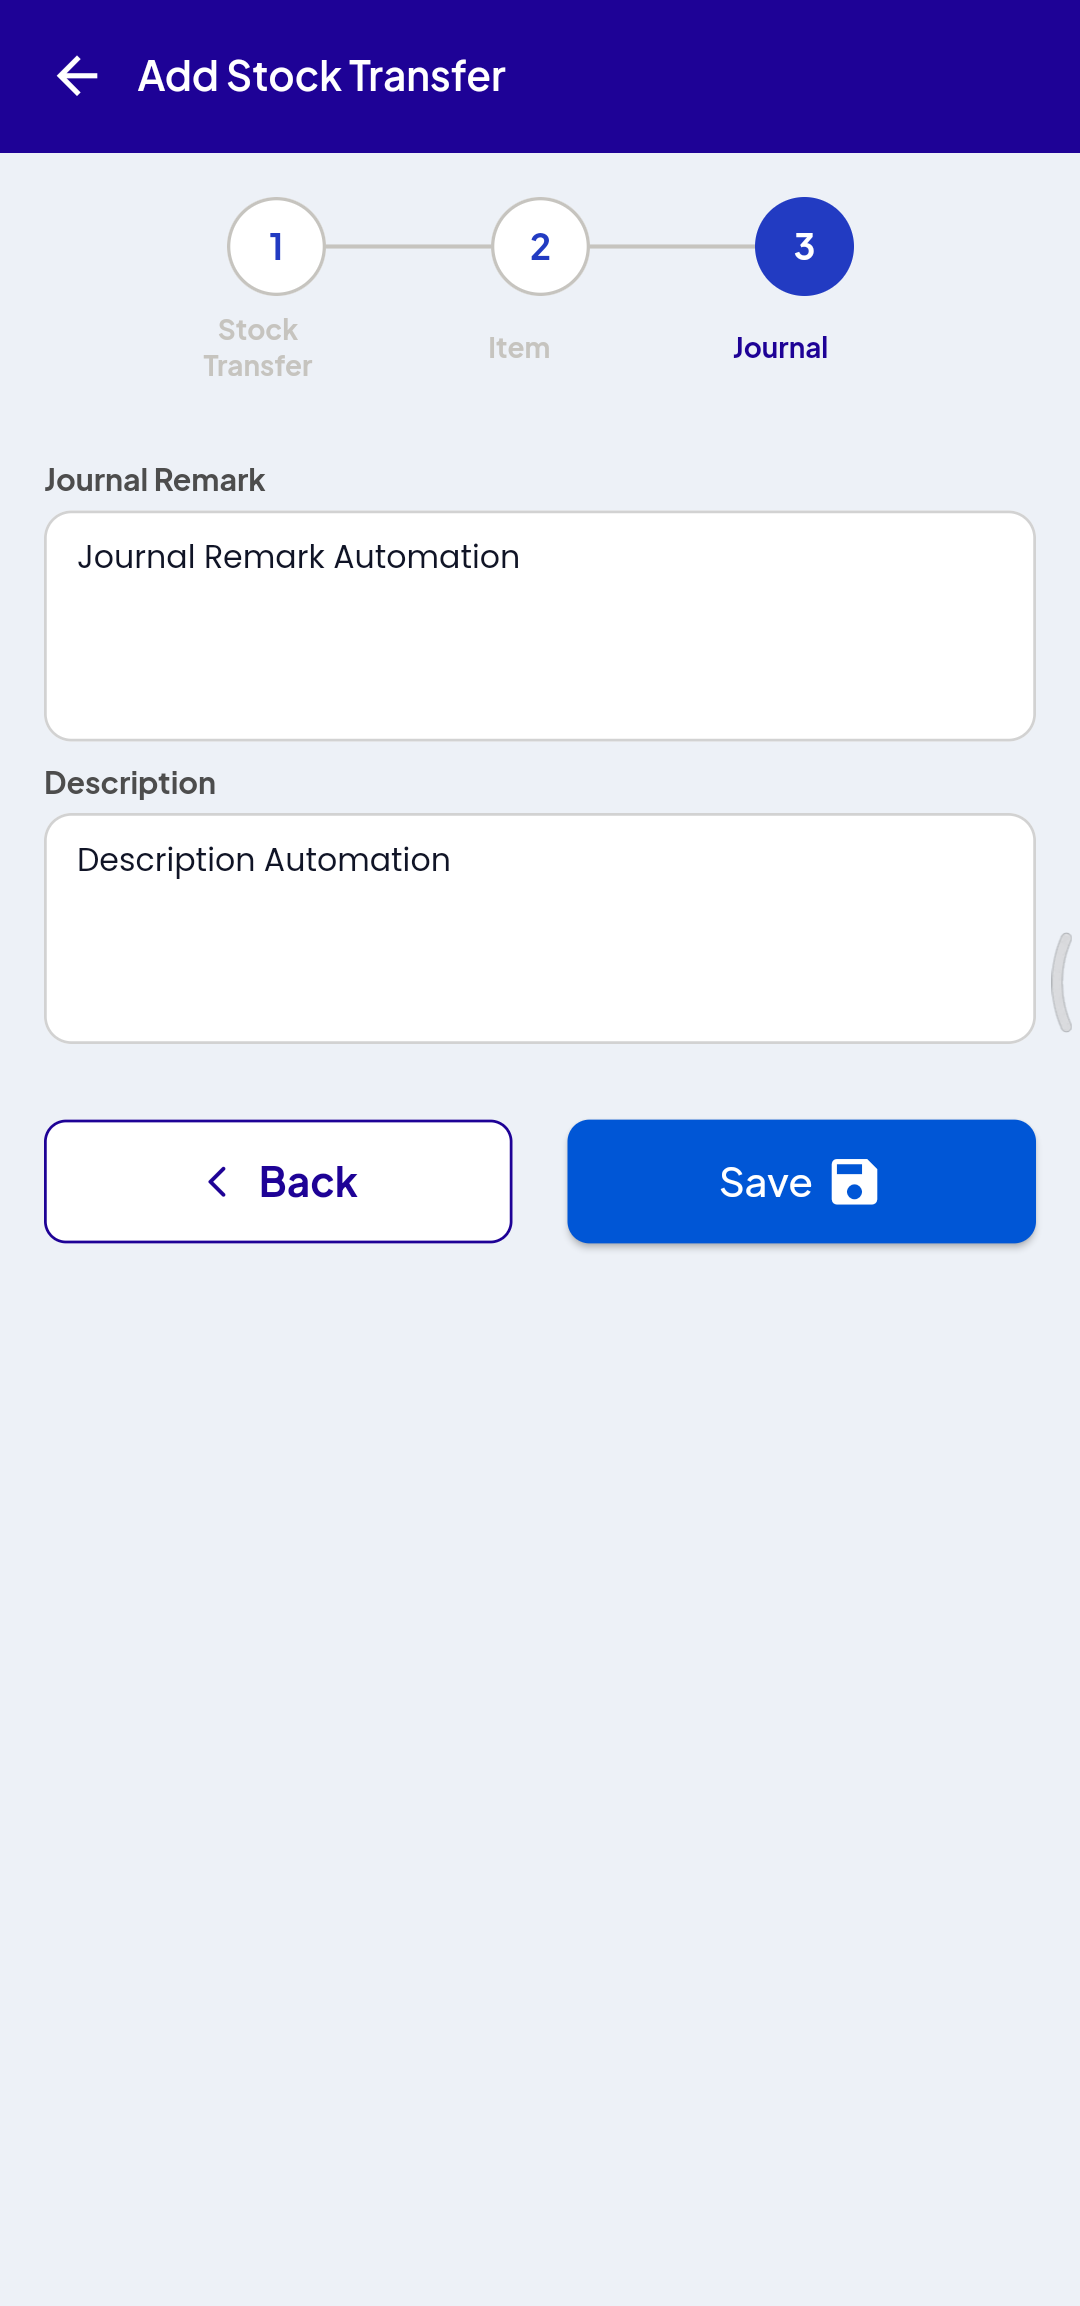 Add Stock Transfer
1
2
3
Stock
Transfer
Item
Journal
Journal Remark
Journal Remark Automation
Description
Description Automation
Back
Save